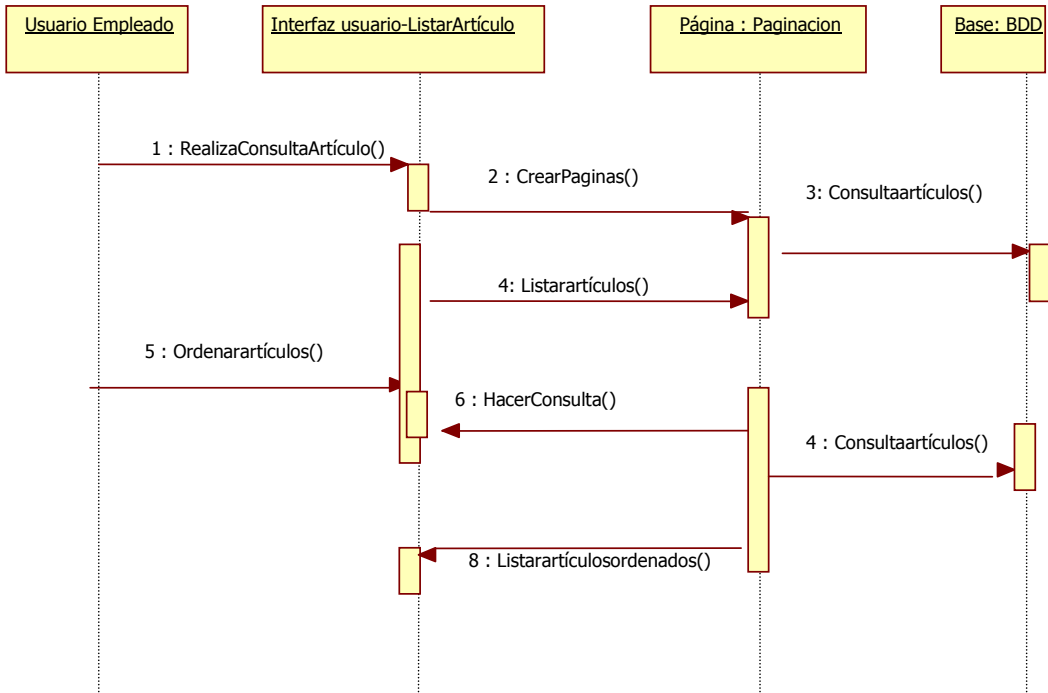 Usuario Empleado
Interfaz usuario-ListarArtículo
Página : Paginacion
Base: BDD
1 : RealizaConsultaArtículo()
2 : CrearPaginas()
3: Consultaartículos()
4: Listarartículos()
5 : Ordenarartículos()
6 : HacerConsulta()
4 : Consultaartículos()
8 : Listarartículosordenados()